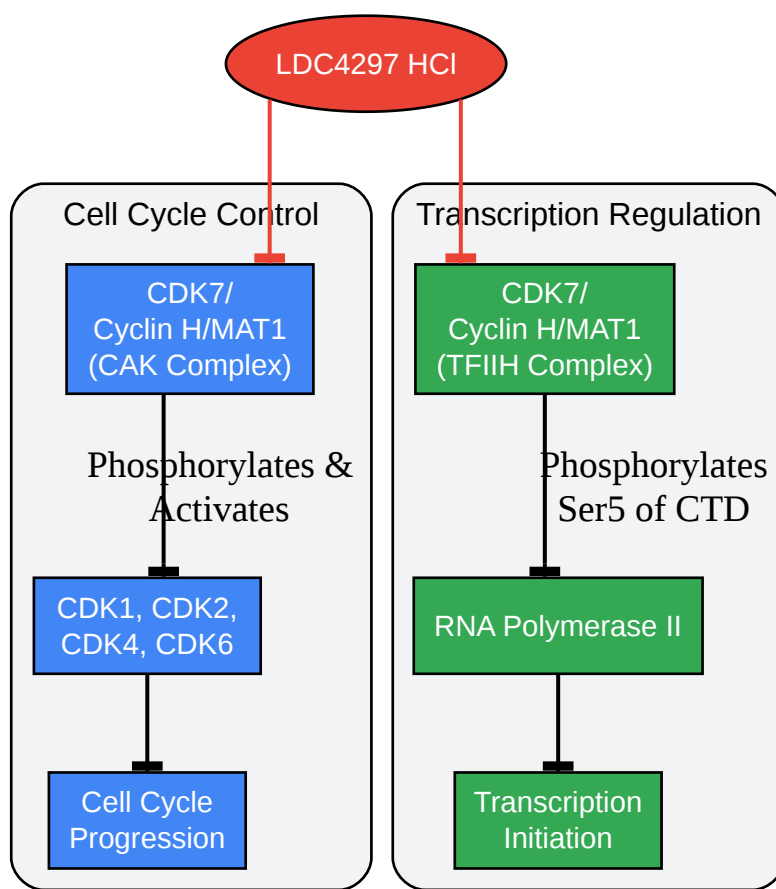 LDC4297 HCl
Cell Cycle Control
CDK7/
Cyclin H/MAT1
(CAK Complex)
Phosphorylates &
Activates
CDK1, CDK2,
CDK4, CDK6
Cell Cycle
Progression
Transcription Regulation
CDK7/
Cyclin H/MAT1
(TFIIH Complex)
Phosphorylates
Ser5 of CTD
RNA Polymerase II
Transcription
Initiation